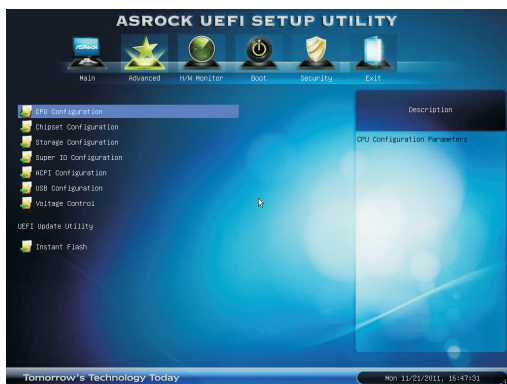 ASROCK UEFI SETUP UTILITY
ASRock
Main Advanced H/W Monitor Boot Security Exit
CPU Configuration
Chipset Configuration
Storage Configuration
Super IO Configuration
ACPI Configuration
USB Configuration
Voltage Control
UEFI Update Utility
Instant Flash
Description
CPU Configuration Parameters
Tomorrow's Technology Today
Mon 11/21/2011, 16:47:31